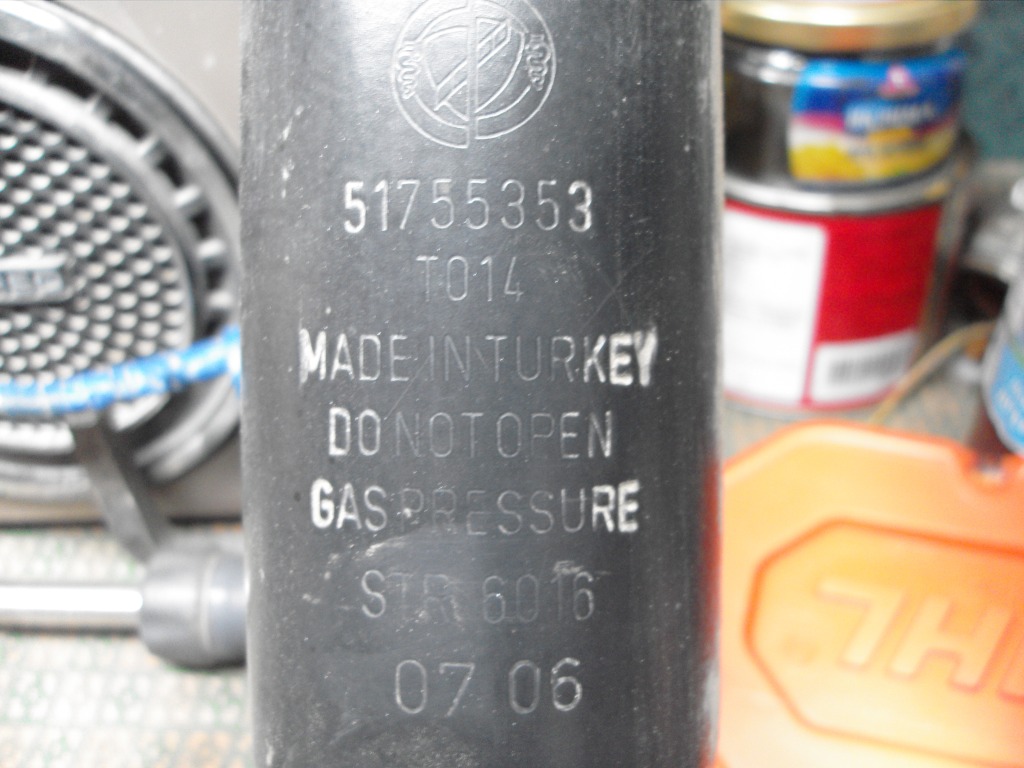 51755353
T014
MADE IN TURKEY
DO NOT OPEN
GAS PRESSURE
STR 6016
07 06